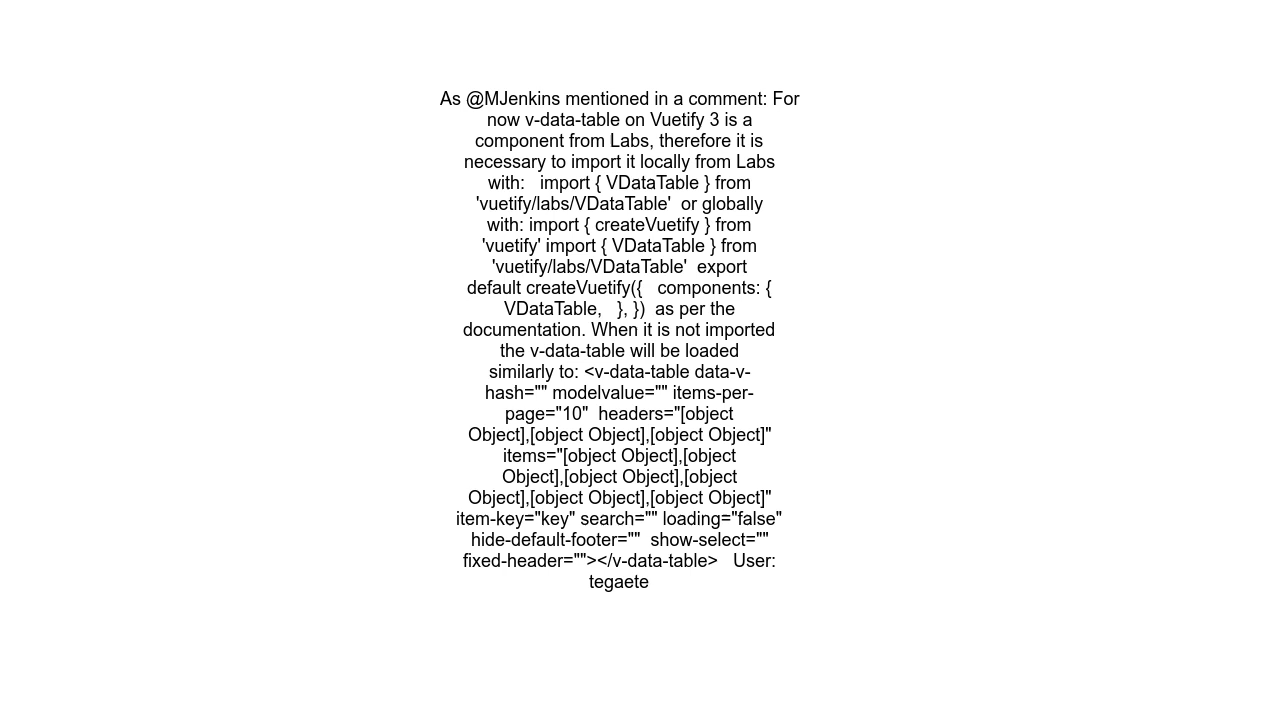 As @MJenkins mentioned in a comment: For
now v-data-table on Vuetify 3 is a
component from Labs, therefore it is
necessary to import it locally from Labs
with:   import { VDataTable } from
'vuetify/labs/VDataTable'  or globally
with: import { createVuetify } from
'vuetify' import { VDataTable } from
'vuetify/labs/VDataTable'  export
default createVuetify({   components: {
VDataTable,   }, })  as per the
documentation. When it is not imported
the v-data-table will be loaded
similarly to: <v-data-table data-v-
hash="" modelvalue="" items-per-
page="10"  headers="[object
Object],[object Object],[object Object]"
items="[object Object],[object
Object],[object Object],[object
Object],[object Object],[object Object]"
item-key="key" search="" loading="false"
hide-default-footer=""  show-select=""
fixed-header=""></v-data-table>   User:
tegaete